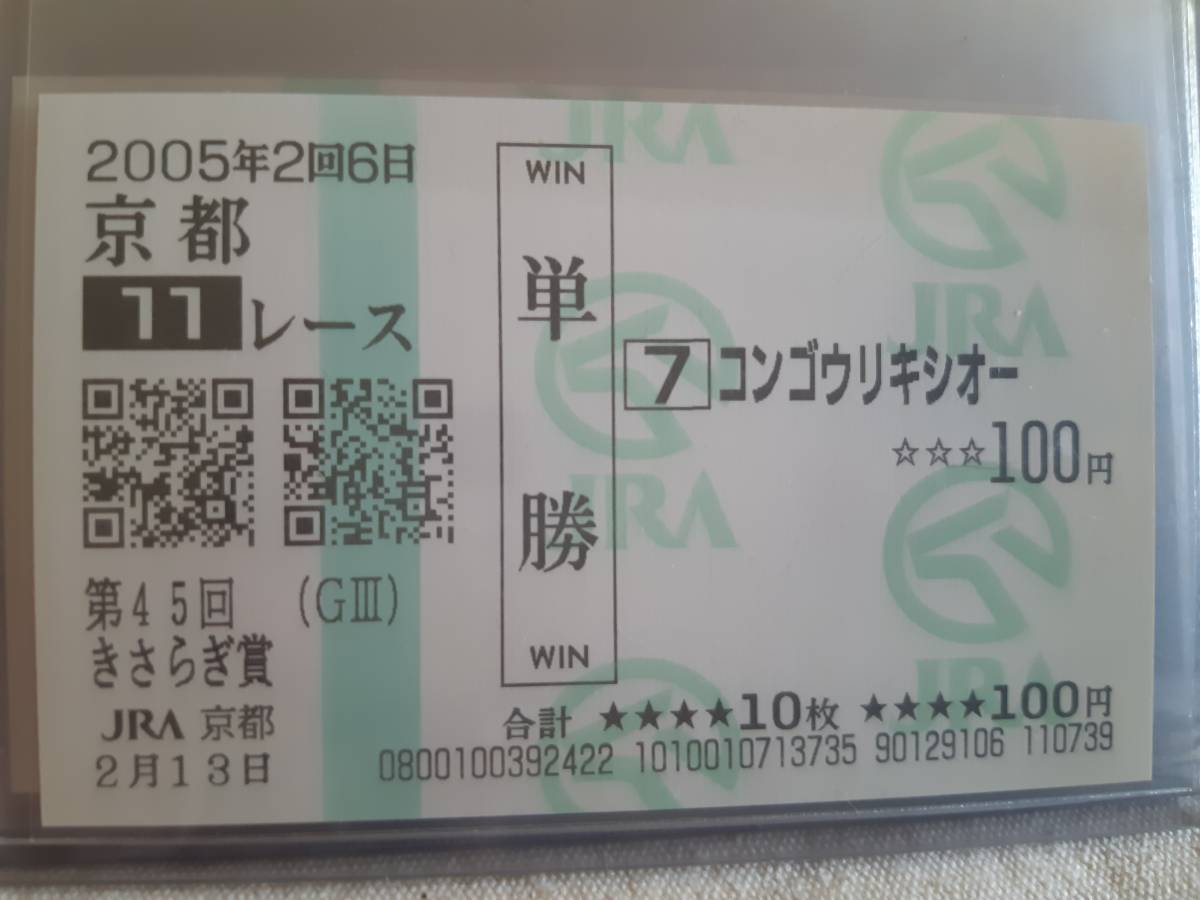 2005年2回6日
京都
11レース
第45回 (GⅢ)
きさらぎ賞
JRA 京都
2月13日
WIN
単勝
WIN
7 コンゴウリキシオー
☆☆☆100円
合計 ★★★★10枚 ★★★★100円
0800100392422 1010010713735 90129106 110739
JRA
JRA
JRA
JRA